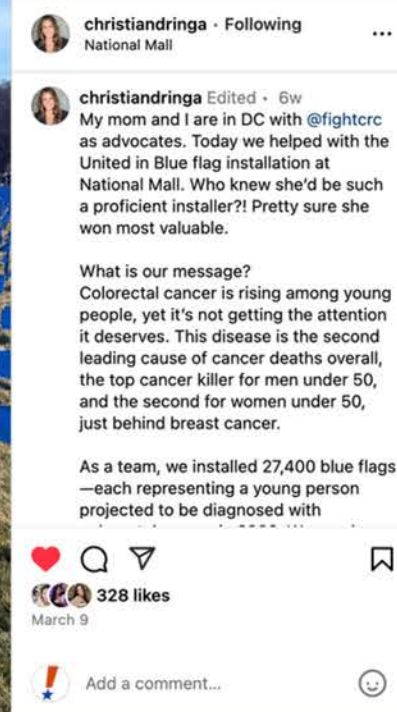 christiandringa • Following
National Mall
christiandringa Edited • 6w
My mom and I are in DC with @fightcrc
as advocates. Today we helped with the
United in Blue flag installation at
National Mall. Who knew she'd be such
a proficient installer?! Pretty sure she
won most valuable.
What is our message?
Colorectal cancer is rising among young
people, yet it's not getting the attention
it deserves. This disease is the second
leading cause of cancer deaths overall,
the top cancer killer for men under 50,
and the second for women under 50,
just behind breast cancer.
As a team, we installed 27,400 blue flags
—each representing a young person
projected to be diagnosed with
328 likes
March 9
Add a comment...